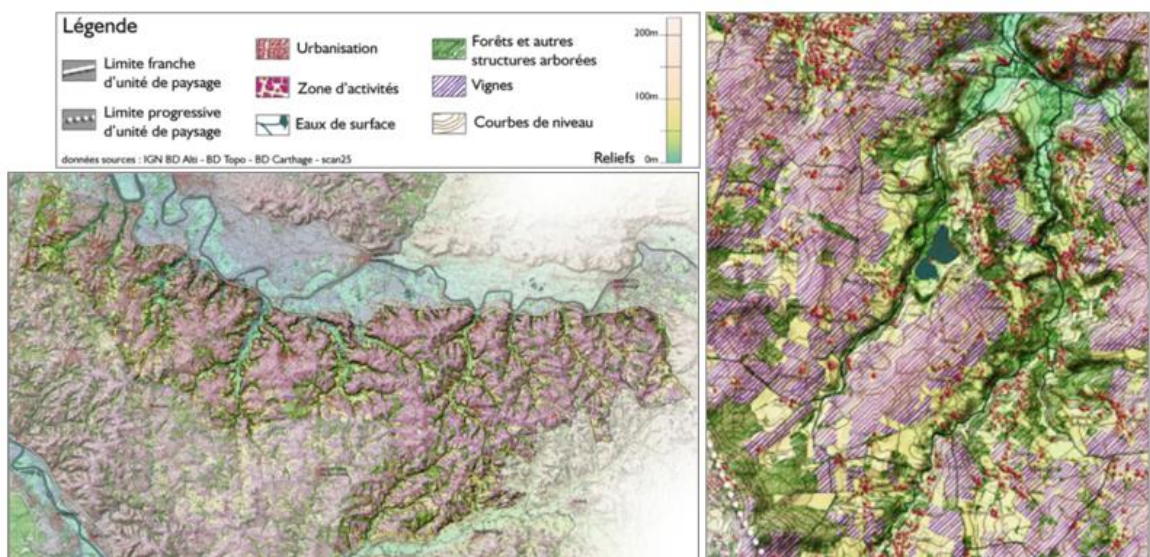 Légende
Limite franche
d'unité de paysage
Limite progressive
d'unité de paysage
Urbanisation
Zone d'activités
Eaux de surface
Forêts et autres
structures arborées
Vignes
Courbes de niveau
200m
100m
Reliefs 0m
données sources : IGN BD Alti - BD Topo - BD Carthage - scan25